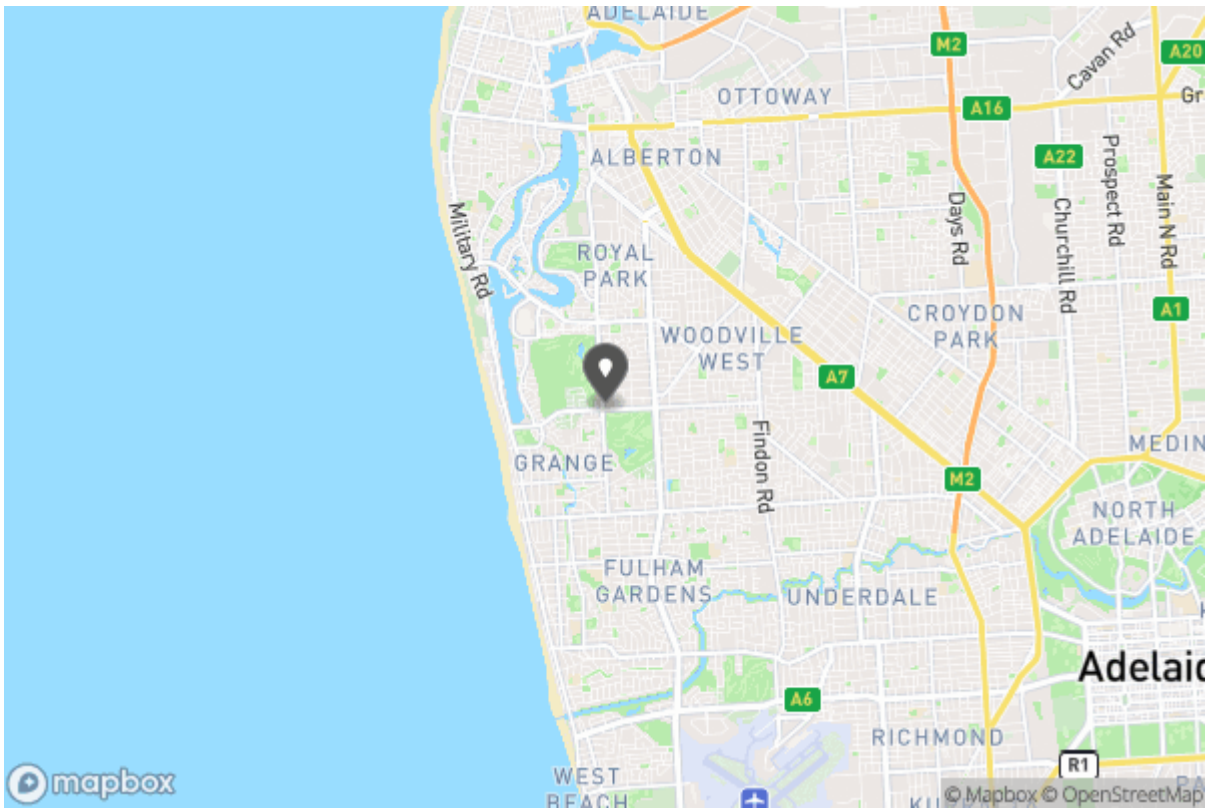 ADELAIDE
M2
Cavan Rd
A20
OTTOWAY
A16
Gr
ALBERTON
A22
Prospect Rd
Main N Rd
Military Rd
Days Rd
Churchill Rd
ROYAL
PARK
CROYDON
PARK
A1
WOODVILLE
WEST
A7
GRANGE
Findon Rd
MEDIN
M2
NORTH
ADELAIDE
FULHAM
GARDENS
UNDERDALE
Adelaid
A6
RICHMOND
R1
WEST
BEACH
mapbox
© Mapbox © OpenStreetMap